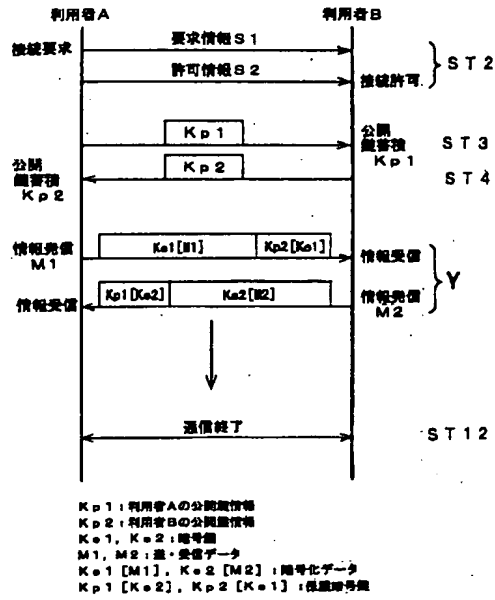 利用者A 利用者B
接続要求 要求情報S1
許可情報S2 接続許可 ST2
Kp1 公開鍵蓄積 Kp1 ST3
公開鍵蓄積 Kp2 Kp2 ST4
情報発信 M1 Ke1[M1] Kp2[Ke1] 情報受信
Y
情報受信 Kp1[Ke2] Ke2[M2] 情報発信 M2
通信終了 ST12
Kp1:利用者Aの公開鍵情報
Kp2:利用者Bの公開鍵情報
Ke1, Ke2:暗号鍵
M1, M2:送・受信データ
Ke1[M1], Ke2[M2]:暗号化データ
Kp1[Ke2], Kp2[Ke1]:保護暗号鍵